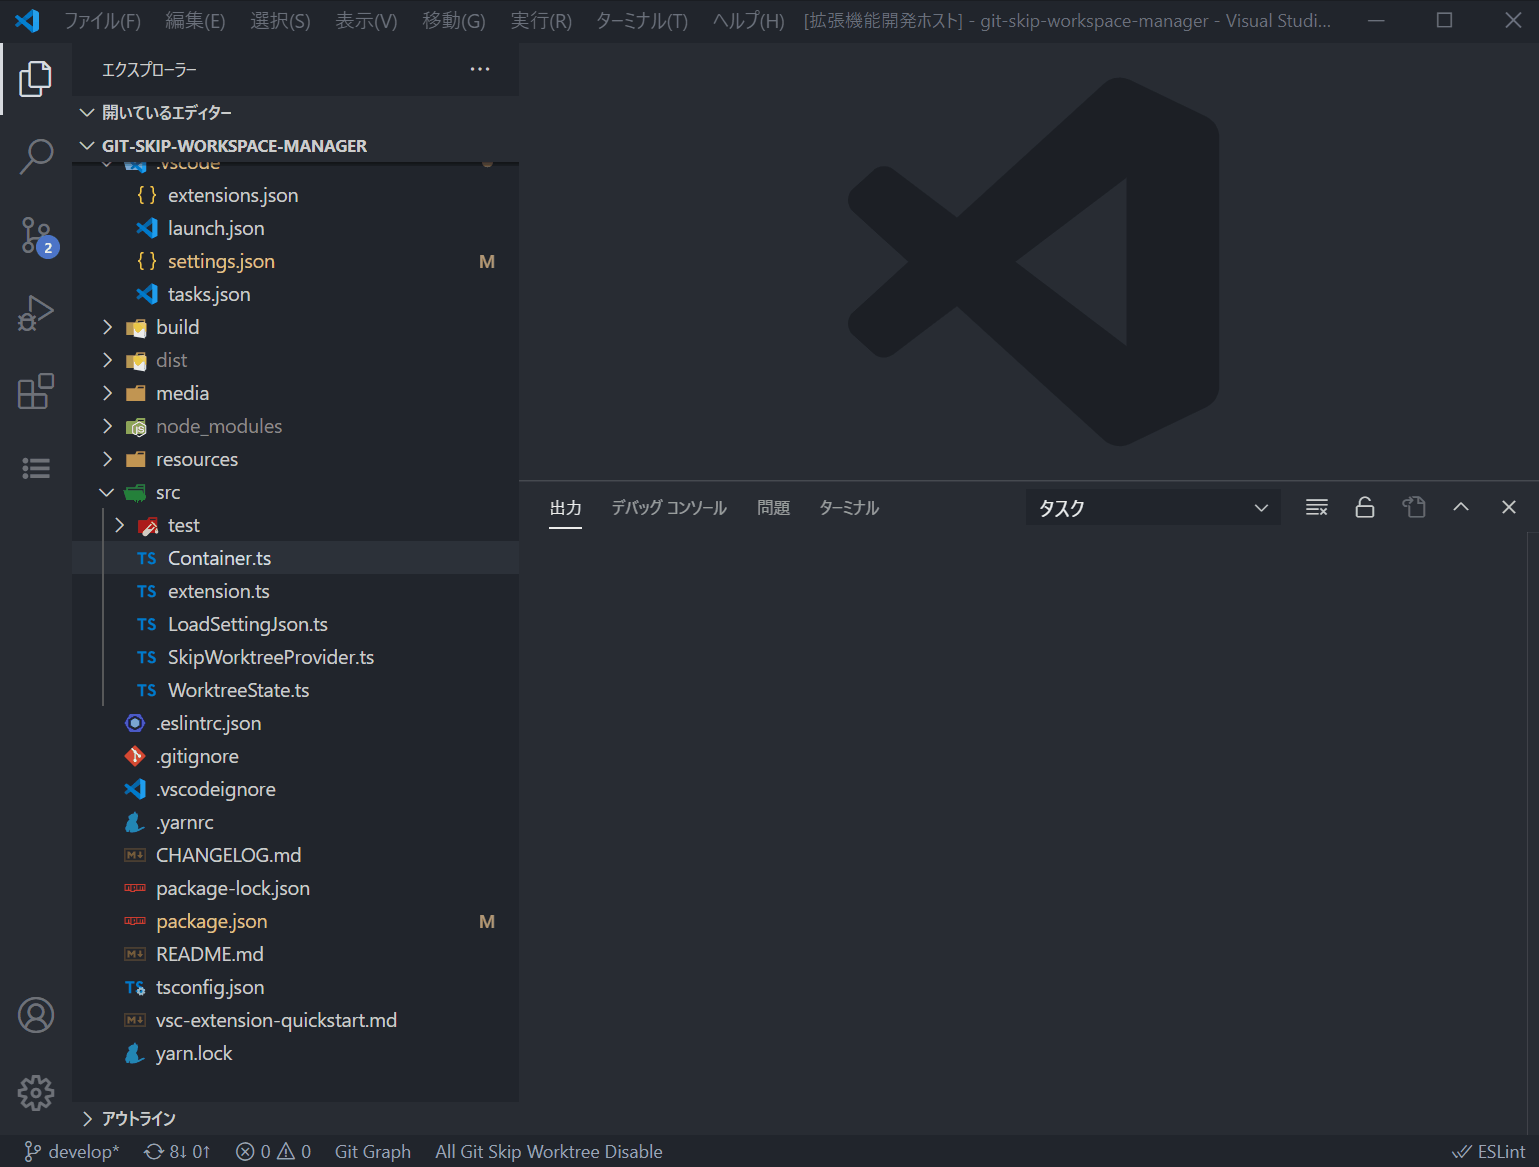 ファイル(F) 編集(E) 選択(S) 表示(V) 移動(G) 実行(R) ターミナル(T) ヘルプ(H) [拡張機能開発ホスト] - git-skip-workspace-manager - Visual Studi...
エクスプローラー
開いているエディター
GIT-SKIP-WORKSPACE-MANAGER
.vscode
extensions.json
launch.json
settings.json M
tasks.json
build
dist
media
node_modules
resources
src
test
TS Container.ts
TS extension.ts
TS LoadSettingJson.ts
TS SkipWorktreeProvider.ts
TS WorktreeState.ts
.eslintrc.json
.gitignore
.vscodeignore
.yarnrc
CHANGELOG.md
package-lock.json
package.json M
README.md
TS tsconfig.json
vsc-extension-quickstart.md
yarn.lock
アウトライン
2
出力 デバッグ コンソール 問題 ターミナル タスク
develop* 8↓ 0↑ 0 0 Git Graph All Git Skip Worktree Disable ESLint